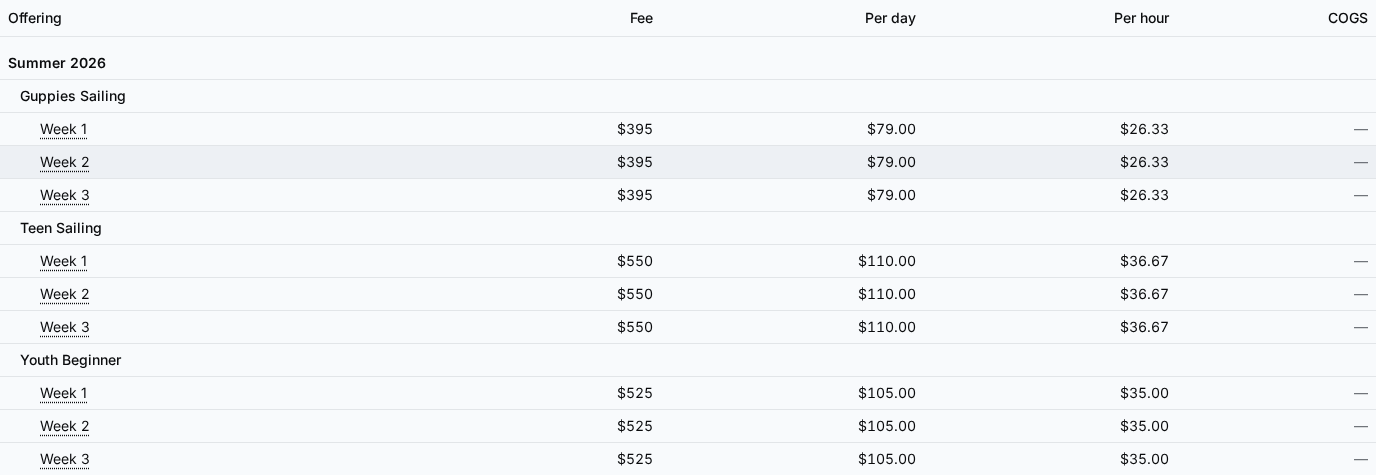 Offering Fee Per day Per hour COGS
Summer 2026
Guppies Sailing
Week 1 $395 $79.00 $26.33 —
Week 2 $395 $79.00 $26.33 —
Week 3 $395 $79.00 $26.33 —
Teen Sailing
Week 1 $550 $110.00 $36.67 —
Week 2 $550 $110.00 $36.67 —
Week 3 $550 $110.00 $36.67 —
Youth Beginner
Week 1 $525 $105.00 $35.00 —
Week 2 $525 $105.00 $35.00 —
Week 3 $525 $105.00 $35.00 —